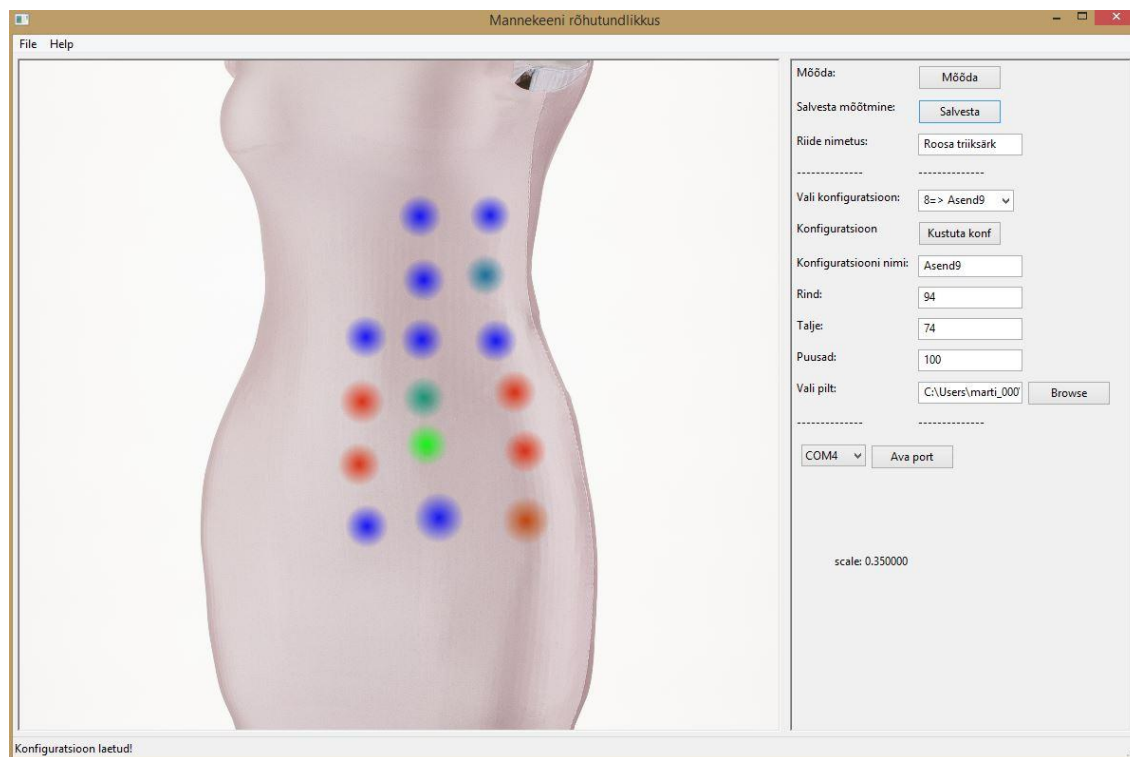 Mannekeeni rõhutundlikkus
File Help
Mõõda: Mõõda
Salvesta mõõtmine: Salvesta
Riide nimetus: Roosa triiksärk
-------------- --------------
Vali konfiguratsioon: 8=> Asend9
Konfiguratsioon Kustuta konf
Konfiguratsiooni nimi: Asend9
Rind: 94
Talje: 74
Puusad: 100
Vali pilt: C:\Users\marti_000 Browse
-------------- --------------
COM4 Ava port
scale: 0.350000
Konfiguratsioon laetud!